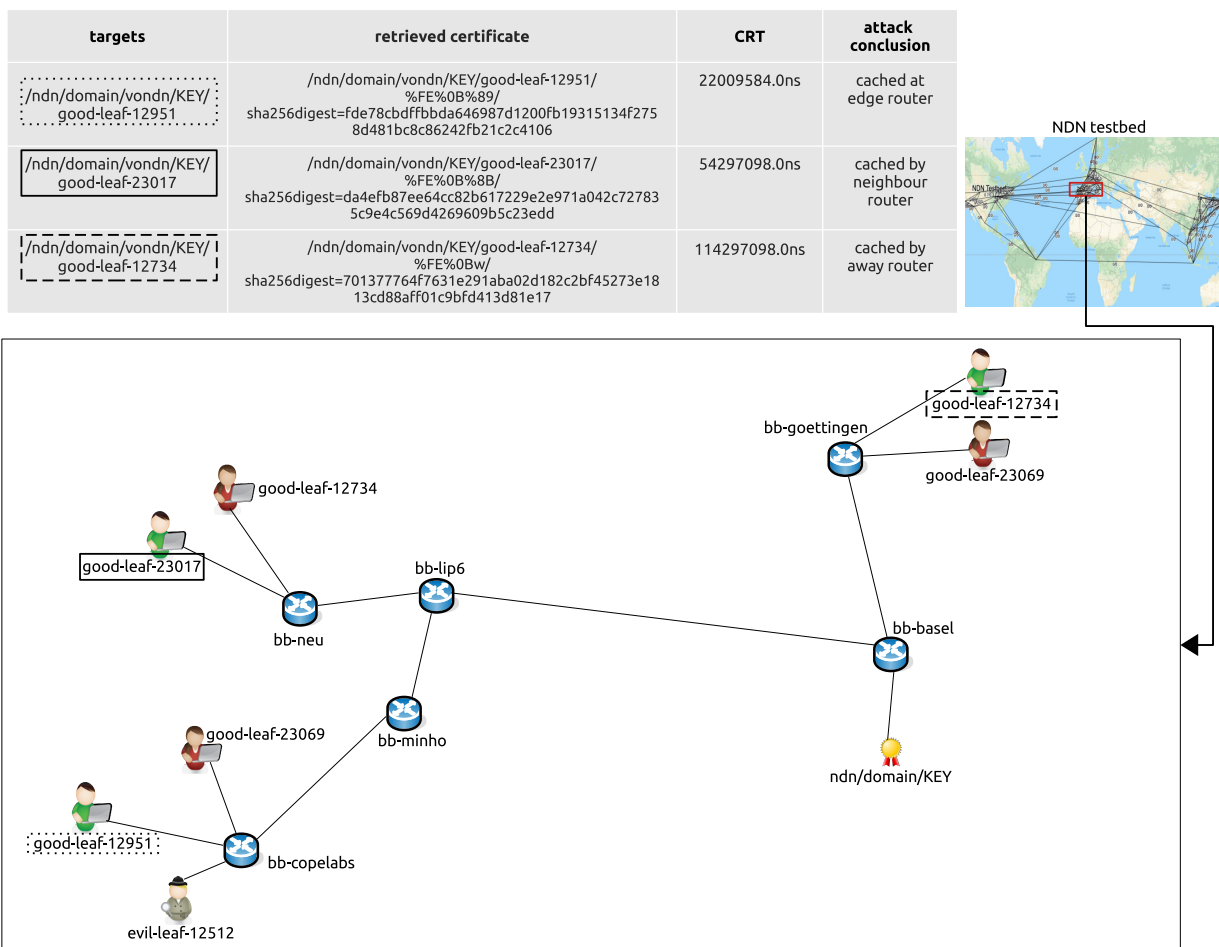 targets
retrieved certificate
CRT
attack
conclusion
/ndn/domain/vondn/KEY/
good-leaf-12951
/ndn/domain/vondn/KEY/good-leaf-12951/
%FE%0B%89/
sha256digest=fde78cbdffbbda646987d1200fb19315134f275
8d481bc8c86242fb21c2c4106
22009584.0ns
cached at
edge router
/ndn/domain/vondn/KEY/
good-leaf-23017
/ndn/domain/vondn/KEY/good-leaf-23017/
%FE%0B%8B/
sha256digest=da4efb87ee64cc82b617229e2e971a042c72783
5c9e4c569d4269609b5c23edd
54297098.0ns
cached by
neighbour
router
/ndn/domain/vondn/KEY/
good-leaf-12734
/ndn/domain/vondn/KEY/good-leaf-12734/
%FE%0Bw/
sha256digest=701377764f7631e291aba02d182c2bf45273e18
13cd88aff01c9bfd413d81e17
114297098.0ns
cached by
away router
NDN testbed
good-leaf-12734
bb-goettingen
good-leaf-23069
good-leaf-12734
good-leaf-23017
bb-lip6
bb-neu
bb-basel
good-leaf-23069
bb-minho
ndn/domain/KEY
good-leaf-12951
bb-copelabs
evil-leaf-12512